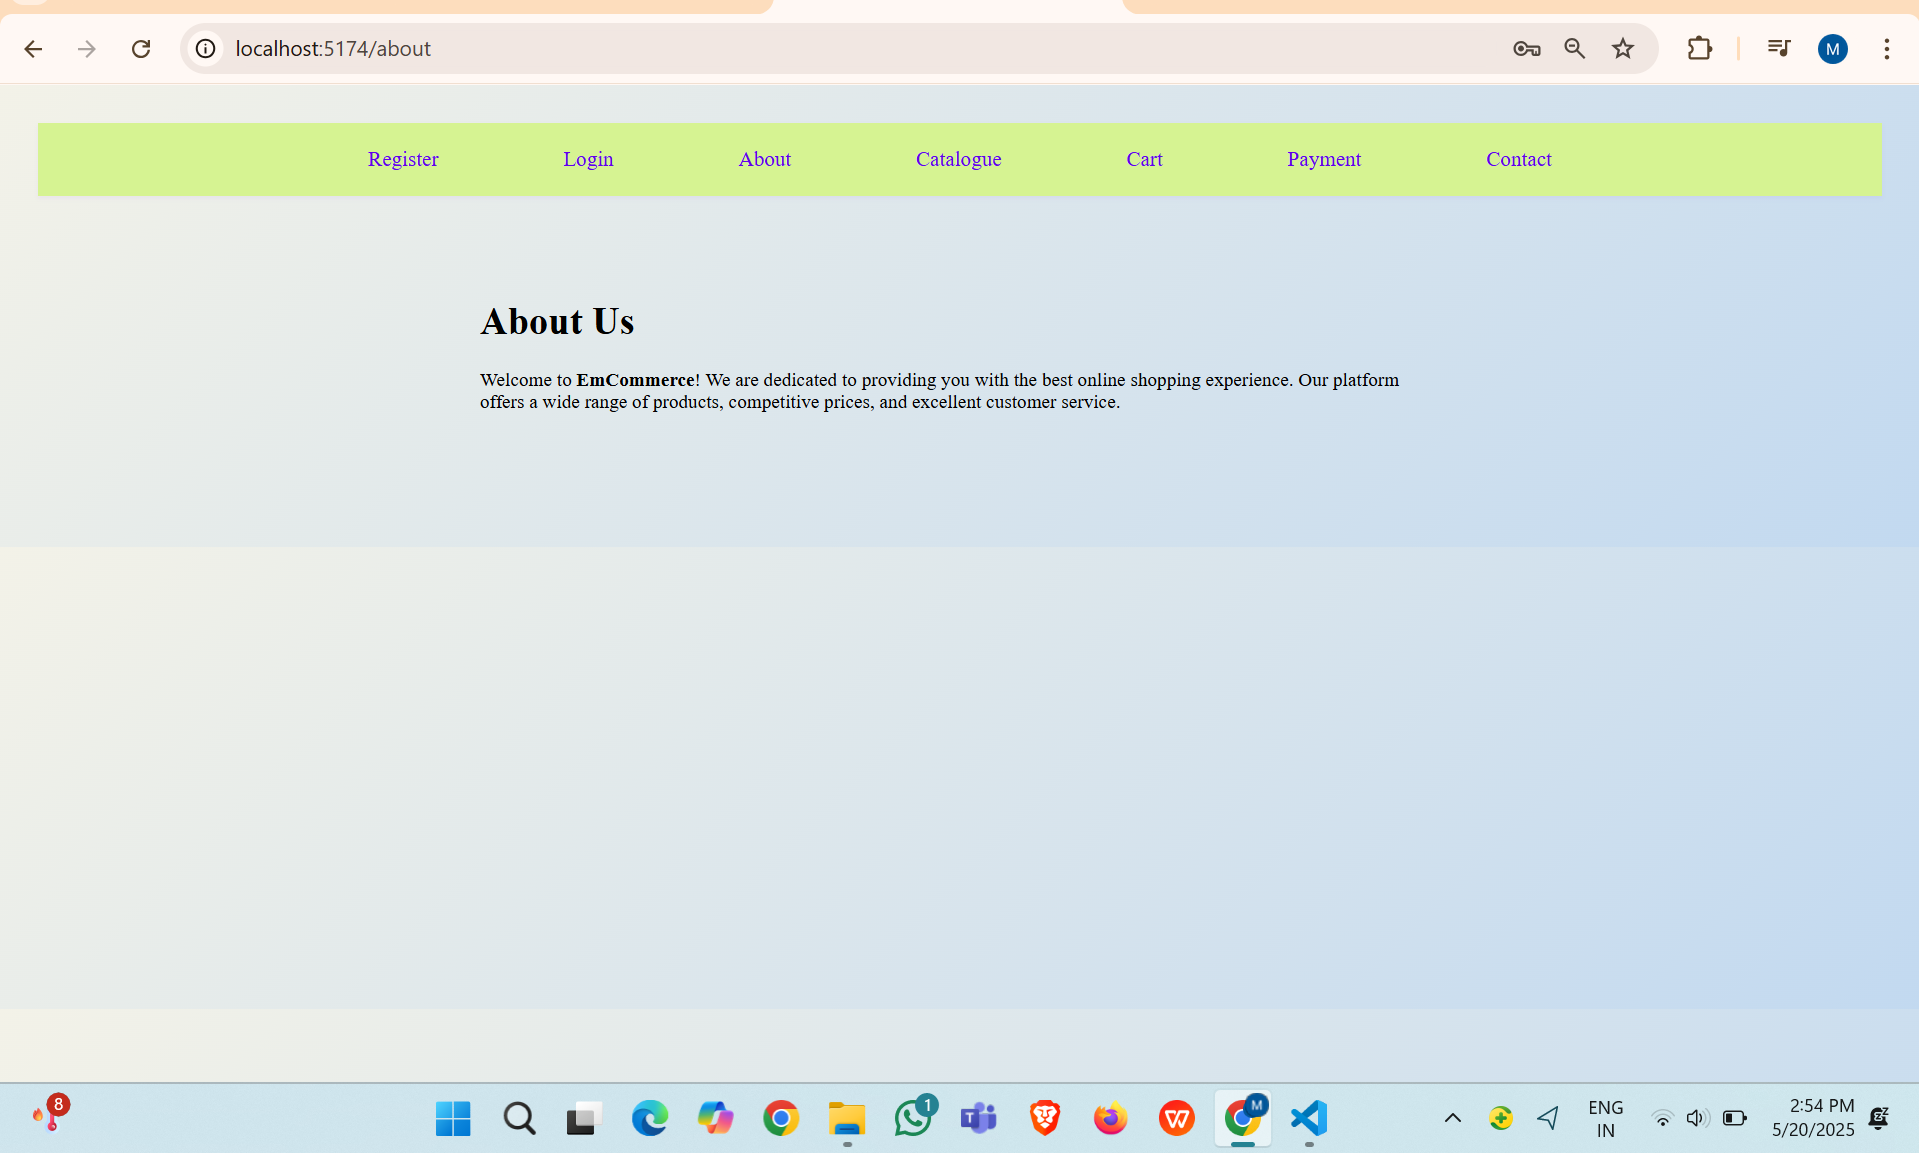 localhost:5174/about
M
Register Login About Catalogue Cart Payment Contact
About Us
Welcome to EmCommerce! We are dedicated to providing you with the best online shopping experience. Our platform
offers a wide range of products, competitive prices, and excellent customer service.
8
1
T
M
ENG
IN
2:54 PM
5/20/2025